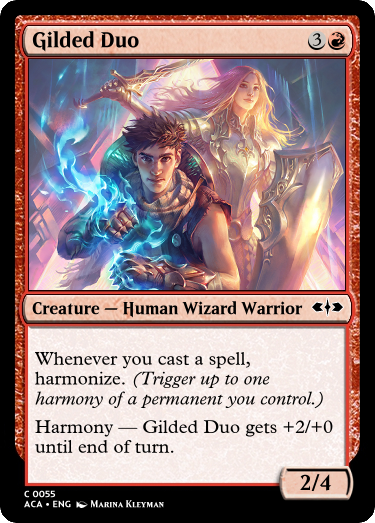 Gilded Duo 3
Creature — Human Wizard Warrior
Whenever you cast a spell,
harmonize. (Trigger up to one
harmony of a permanent you control.)
Harmony — Gilded Duo gets +2/+0
until end of turn.
2/4
C 0055
ACA • ENG Marina Kleyman